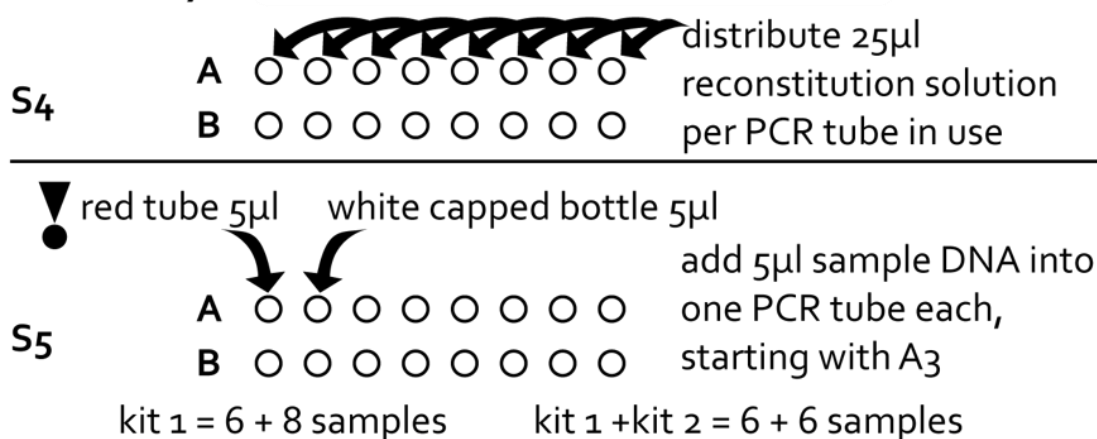 distribute 25µl
A
reconstitution solution
S4
B
per PCR tube in use
red tube 5µl white capped bottle 5µl
add 5µl sample DNA into
A
one PCR tube each,
S5
B
starting with A3
kit 1 = 6 + 8 samples kit 1 +kit 2 = 6 + 6 samples